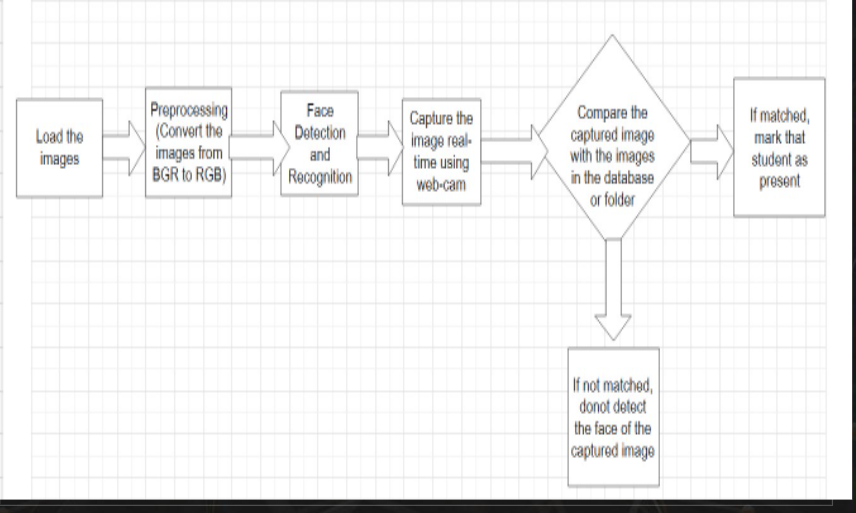 Load the
images
Preprocessing
(Convert the
images from
BGR to RGB)
Face
Detection
and
Recognition
Capture the
image real-
time using
web-cam
Compare the
captured image
with the images
in the database
or folder
If matched,
mark that
student as
present
If not matched,
donot detect
the face of the
captured image